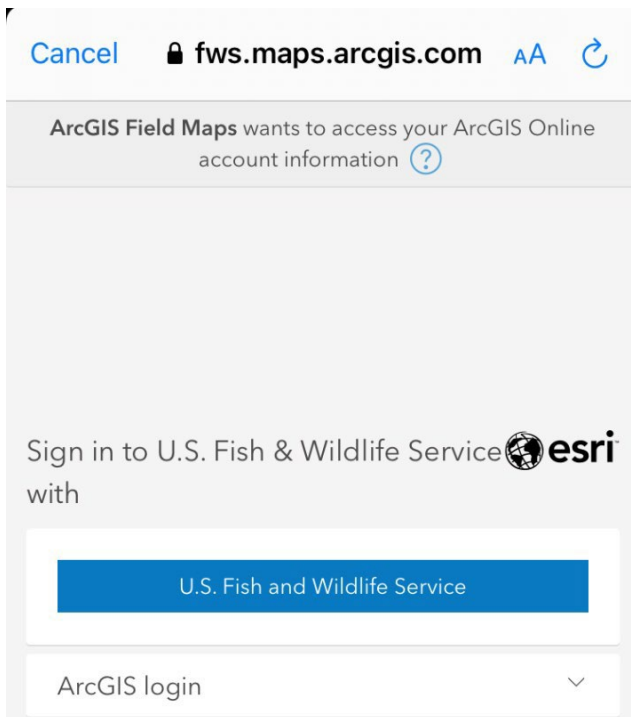 Cancel fws.maps.arcgis.com AA
ArcGIS Field Maps wants to access your ArcGIS Online
account information ?
Sign in to U.S. Fish & Wildlife Service esri
with
U.S. Fish and Wildlife Service
ArcGIS login